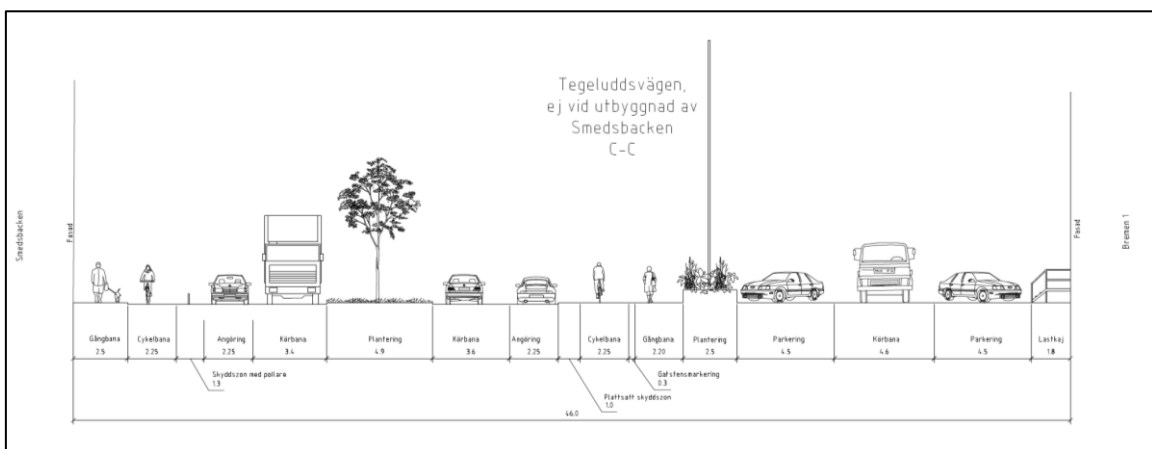 Tegeluddsvägen,
ej vid utbyggnad av
Smedsbacken
C-C
Smedsbacken
Fasad
Fasad
Bremen 1
Gångbana
2.5
Cykelbana
2.25
Angöring
2.25
Körbana
3.4
Plantering
4.9
Körbana
3.6
Angöring
2.25
Cykelbana
2.25
Gångbana
2.20
Plantering
2.5
Parkering
4.5
Körbana
4.6
Parkering
4.5
Lastkaj
1.8
Skyddszon med pollare
1.3
Gatstensmarkering
0.3
Plattsatt skyddszon
1.0
46.0